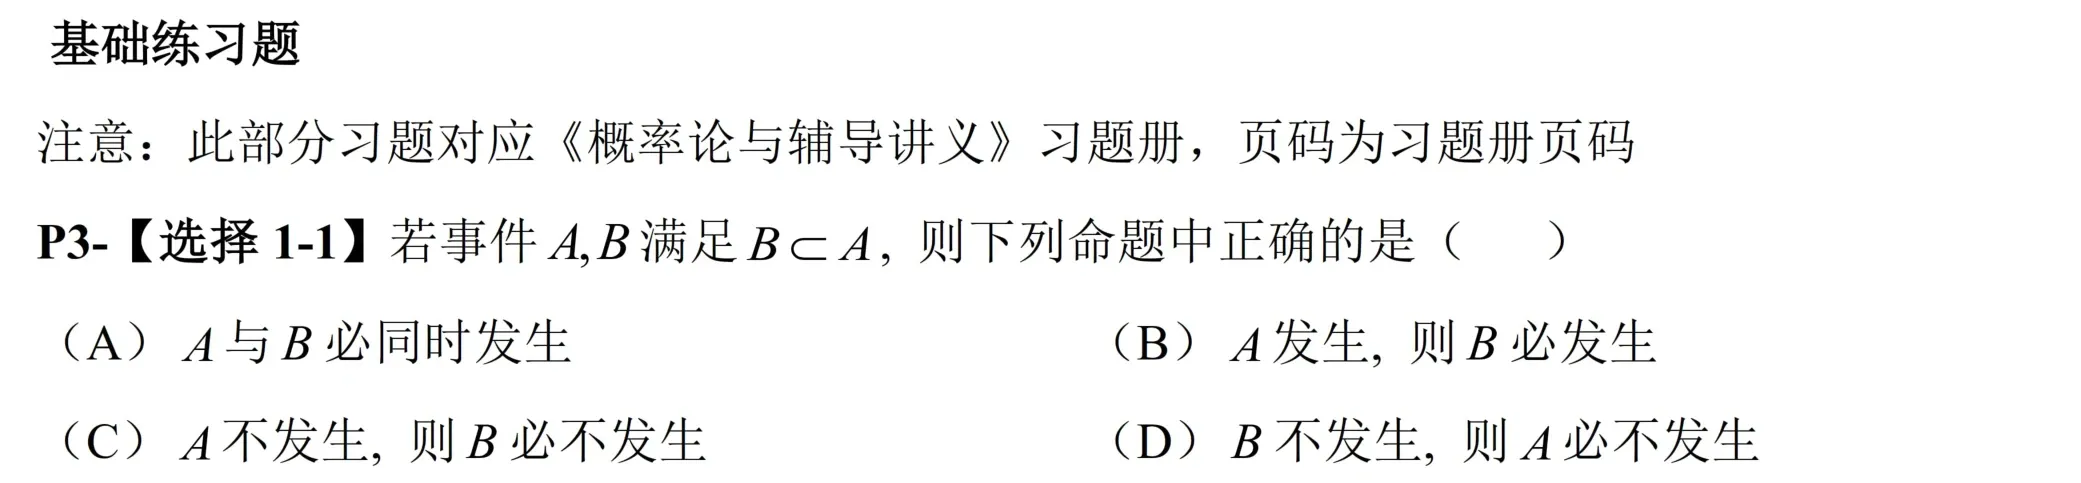 基础练习题
注意：此部分习题对应《概率论与辅导讲义》习题册，页码为习题册页码
P3-【选择 1-1】若事件 A,B 满足 B⊂A, 则下列命题中正确的是（    ）
（A） A 与 B 必同时发生 （B） A 发生, 则 B 必发生
（C） A 不发生, 则 B 必不发生 （D） B 不发生, 则 A 必不发生